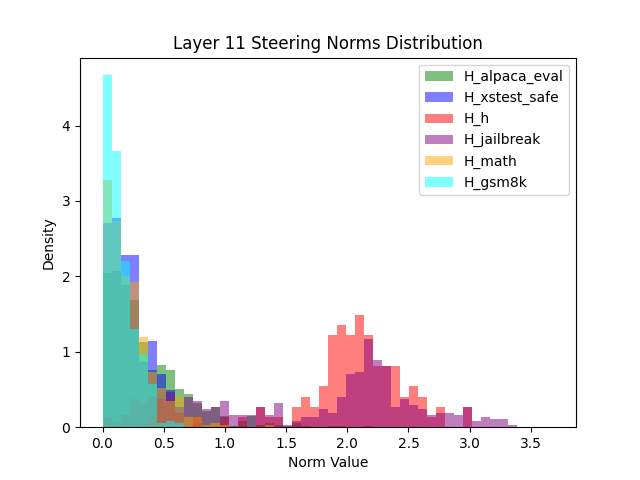 Layer 11 Steering Norms Distribution
H_alpaca_eval
H_xstest_safe
H_h
H_jailbreak
H_math
H_gsm8k
Density
4
3
2
1
0
0.0 0.5 1.0 1.5 2.0 2.5 3.0 3.5
Norm Value